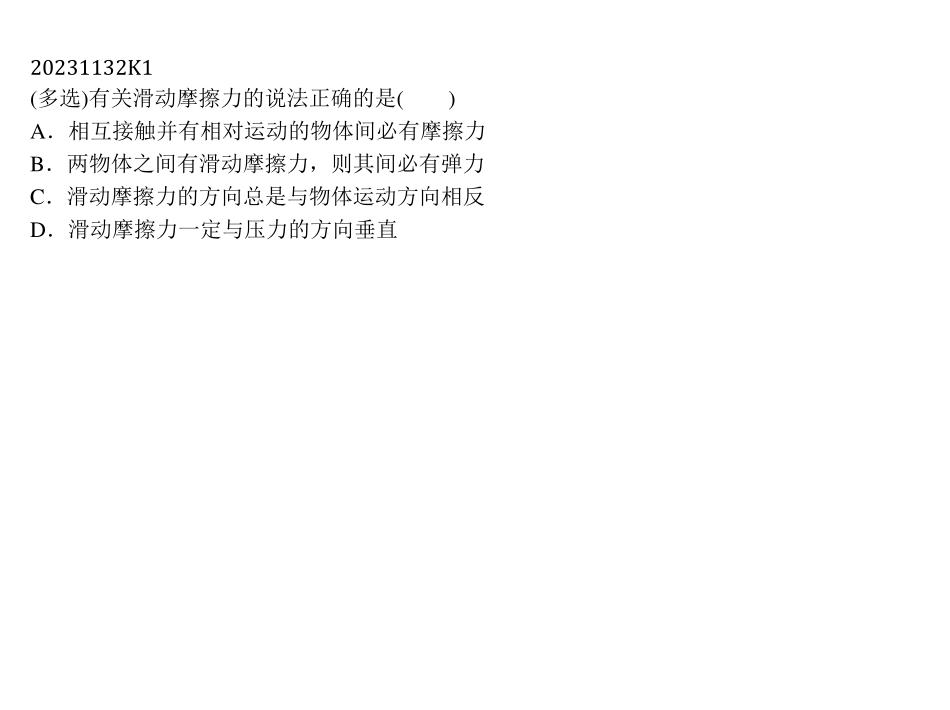 20231132K1
(多选)有关滑动摩擦力的说法正确的是(　　)
A．相互接触并有相对运动的物体间必有摩擦力
B．两物体之间有滑动摩擦力，则其间必有弹力
C．滑动摩擦力的方向总是与物体运动方向相反
D．滑动摩擦力一定与压力的方向垂直